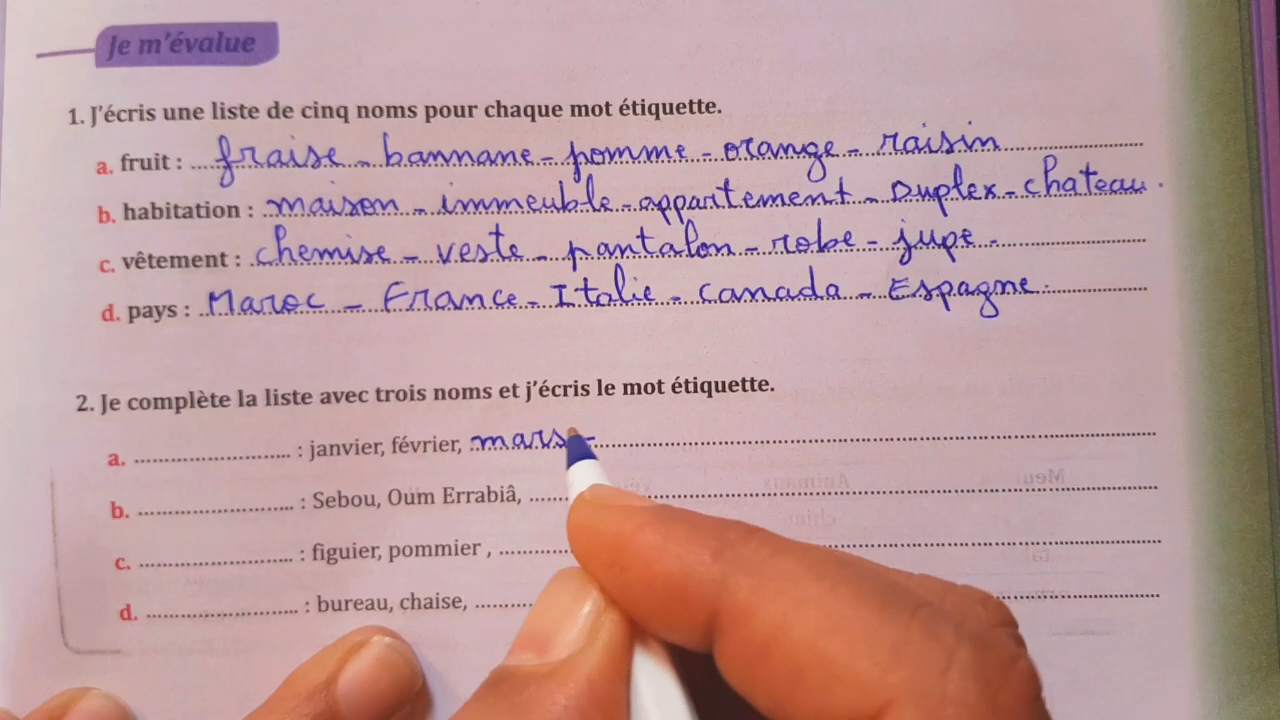 Je m'évalue
1. J'écris une liste de cinq noms pour chaque mot étiquette.
a. fruit : ... fraise - bannane - pomme - orange - raisin
b. habitation : maison - immeuble - appartement - Duplex - chateau.
c. vêtement : chemise - veste - pantalon - robe - jupe.
d. pays : Maroc - France - Italie - Canada - Espagne.
2. Je complète la liste avec trois noms et j'écris le mot étiquette.
a. ........................ : janvier, février, mars -
b. ........................ : Sebou, Oum Errabiâ, ......
c. ........................ : figuier, pommier , ............
d. ........................ : bureau, chaise, ..........